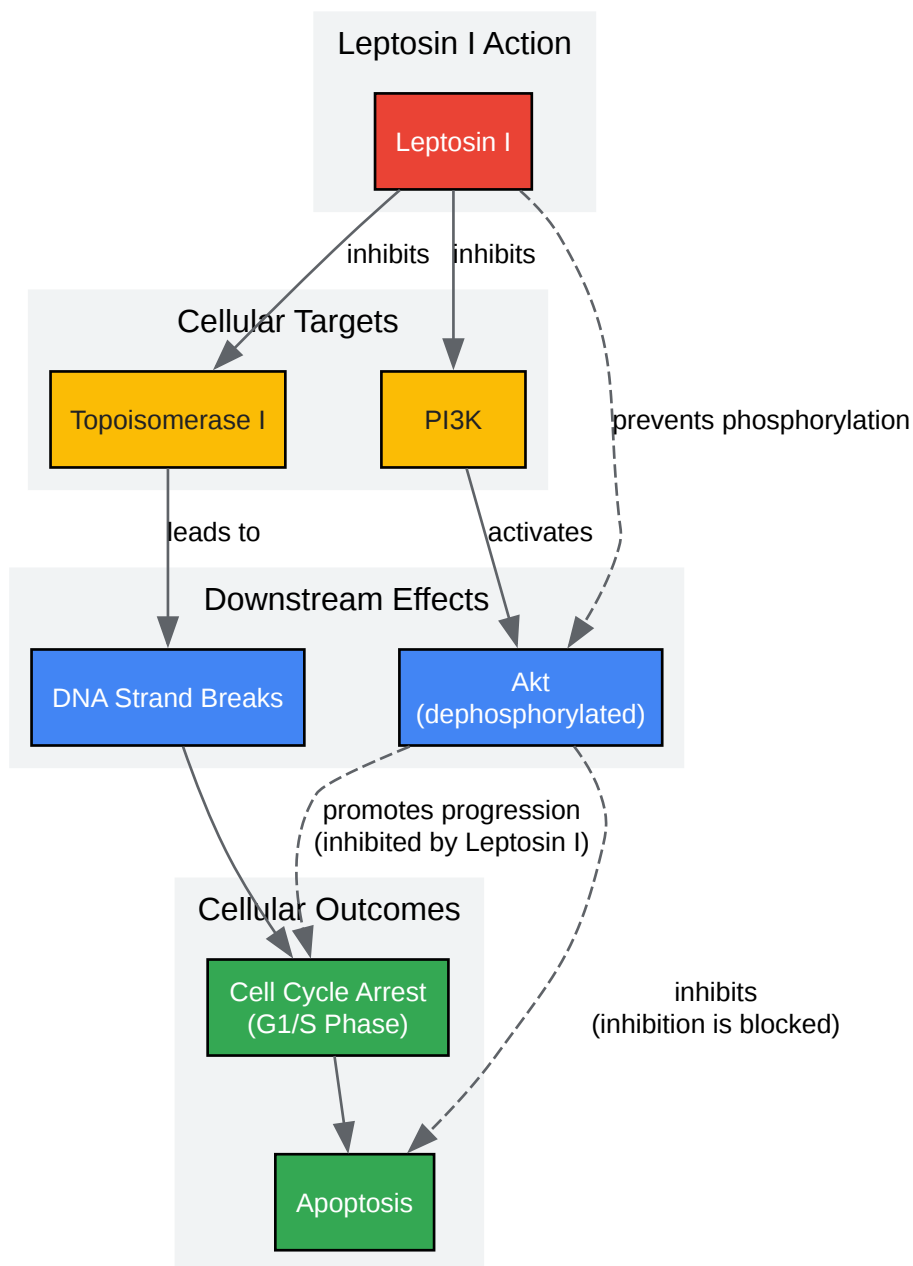 Leptosin I Action
Leptosin I
inhibits
inhibits
Cellular Targets
Topoisomerase I
PI3K
prevents phosphorylation
leads to
activates
Downstream Effects
DNA Strand Breaks
Akt
(dephosphorylated)
promotes progression
(inhibited by Leptosin I)
Cellular Outcomes
Cell Cycle Arrest
(G1/S Phase)
inhibits
(inhibition is blocked)
Apoptosis